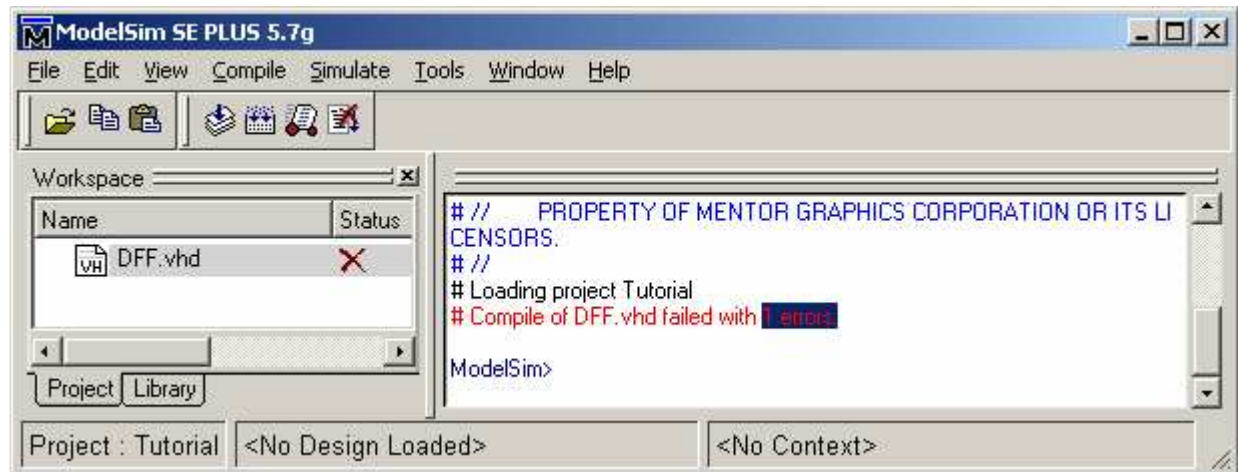 ModelSim SE PLUS 5.7g
File Edit View Compile Simulate Tools Window Help
Workspace
Name Status
DFF.vhd
Project Library
# // PROPERTY OF MENTOR GRAPHICS CORPORATION OR ITS LI
CENSORS.
# //
# Loading project Tutorial
# Compile of DFF.vhd failed with 1 errors.
ModelSim>
Project : Tutorial <No Design Loaded> <No Context>